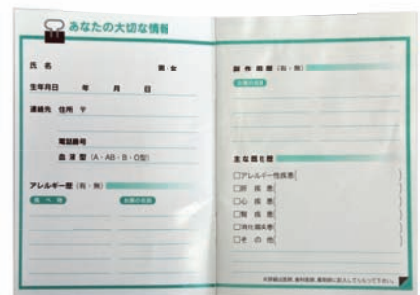 あなたの大切な情報
氏 名 男・女
生年月日 年 月 日
連絡先 住所 〒
電話番号
血液型（A・AB・B・O型）
アレルギー歴（有・無）
食べ物 お薬の名前
副作用歴（有・無）
お薬の名前
主な既往歴
□アレルギー性疾患( )
□肝 疾 患( )
□心 疾 患( )
□腎 疾 患( )
□消化器疾患( )
□そ の 他( )